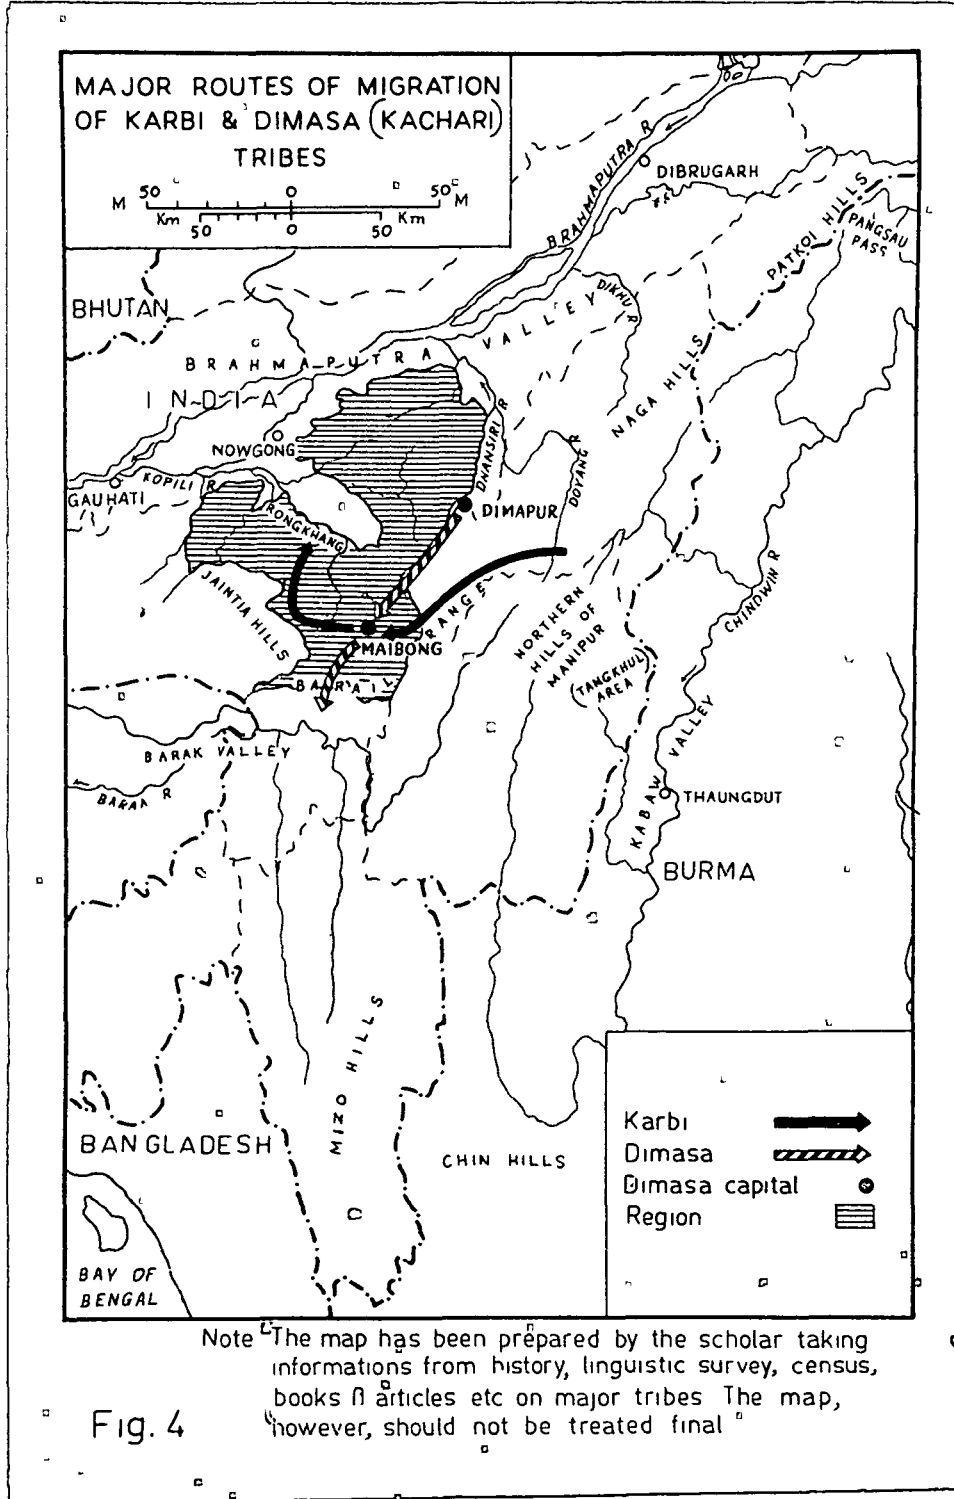 MAJOR ROUTES OF MIGRATION
OF KARBI & DIMASA (KACHARI)
TRIBES
M 50 0 50 M
Km Km
50 0 50
BRAHMAPUTRA R
DIBRUGARH
PATKOI HILLS
PANGSAU
PASS
BHUTAN
DIKHU R
BRAHMAPUTRA VALLEY
INDIA
NAGA HILLS
NOWGONG
DHANSIRI R
DOYANG R
GAUHATI
KOPILI R
RONGKHANG
DIMAPUR
JAINTIA HILLS
MAIBONG
BARAIL RANGE
NORTHERN
HILLS OF
MANIPUR
(TANGKHUL
AREA)
CHINDWIN R
BARAK VALLEY
BARAA R
KABAW VALLEY
THAUNGDUT
BURMA
MIZO HILLS
BANGLADESH
CHIN HILLS
BAY OF
BENGAL
Karbi
Dimasa
Dimasa capital
Region
Note "The map has been prepared by the scholar taking
informations from history, linguistic survey, census,
books & articles etc on major tribes The map,
however, should not be treated final"
Fig. 4